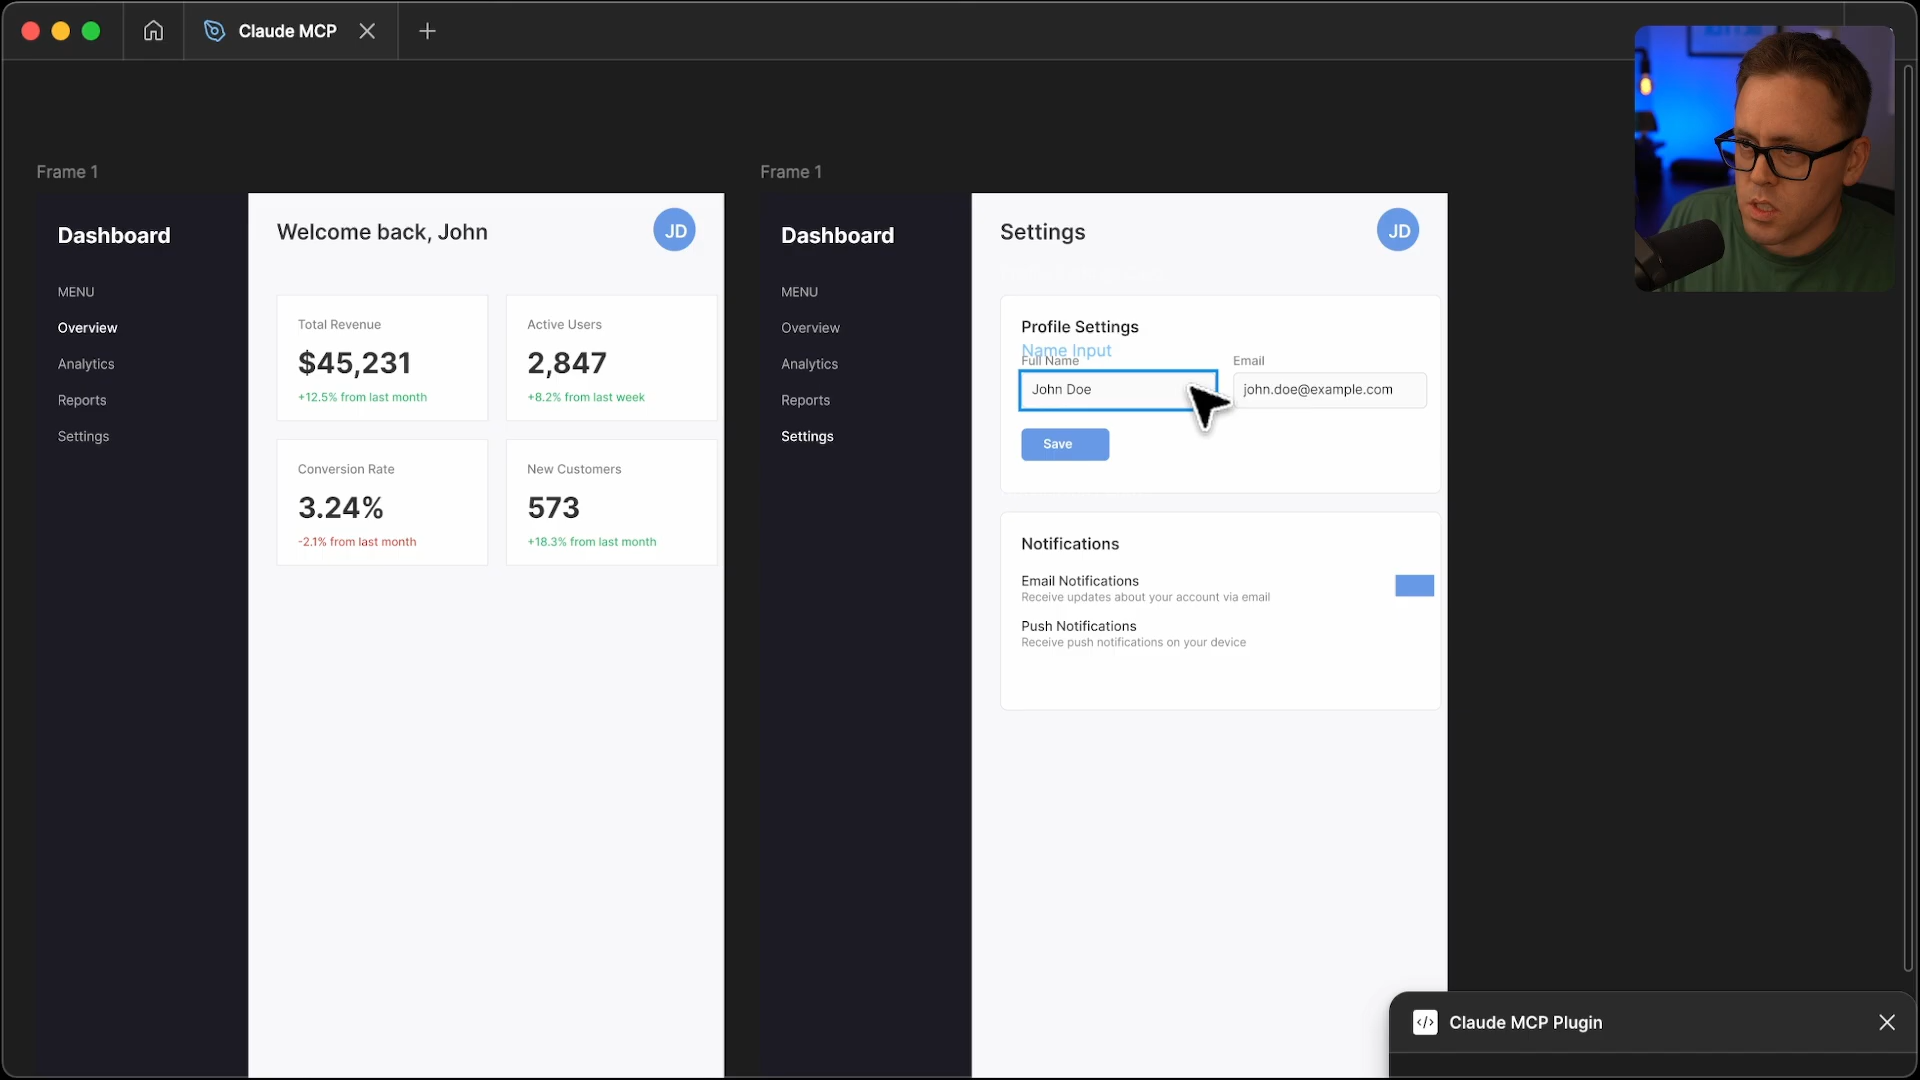 Claude MCP
Frame 1
Dashboard
MENU
Overview
Analytics
Reports
Settings
Welcome back, John
JD
Total Revenue
$45,231
+12.5% from last month
Active Users
2,847
+8.2% from last week
Conversion Rate
3.24%
-2.1% from last month
New Customers
573
+18.3% from last month
Frame 1
Dashboard
MENU
Overview
Analytics
Reports
Settings
Settings
JD
Profile Settings
Name Input
Full Name
John Doe
Email
john.doe@example.com
Save
Notifications
Email Notifications
Receive updates about your account via email
Push Notifications
Receive push notifications on your device
Claude MCP Plugin